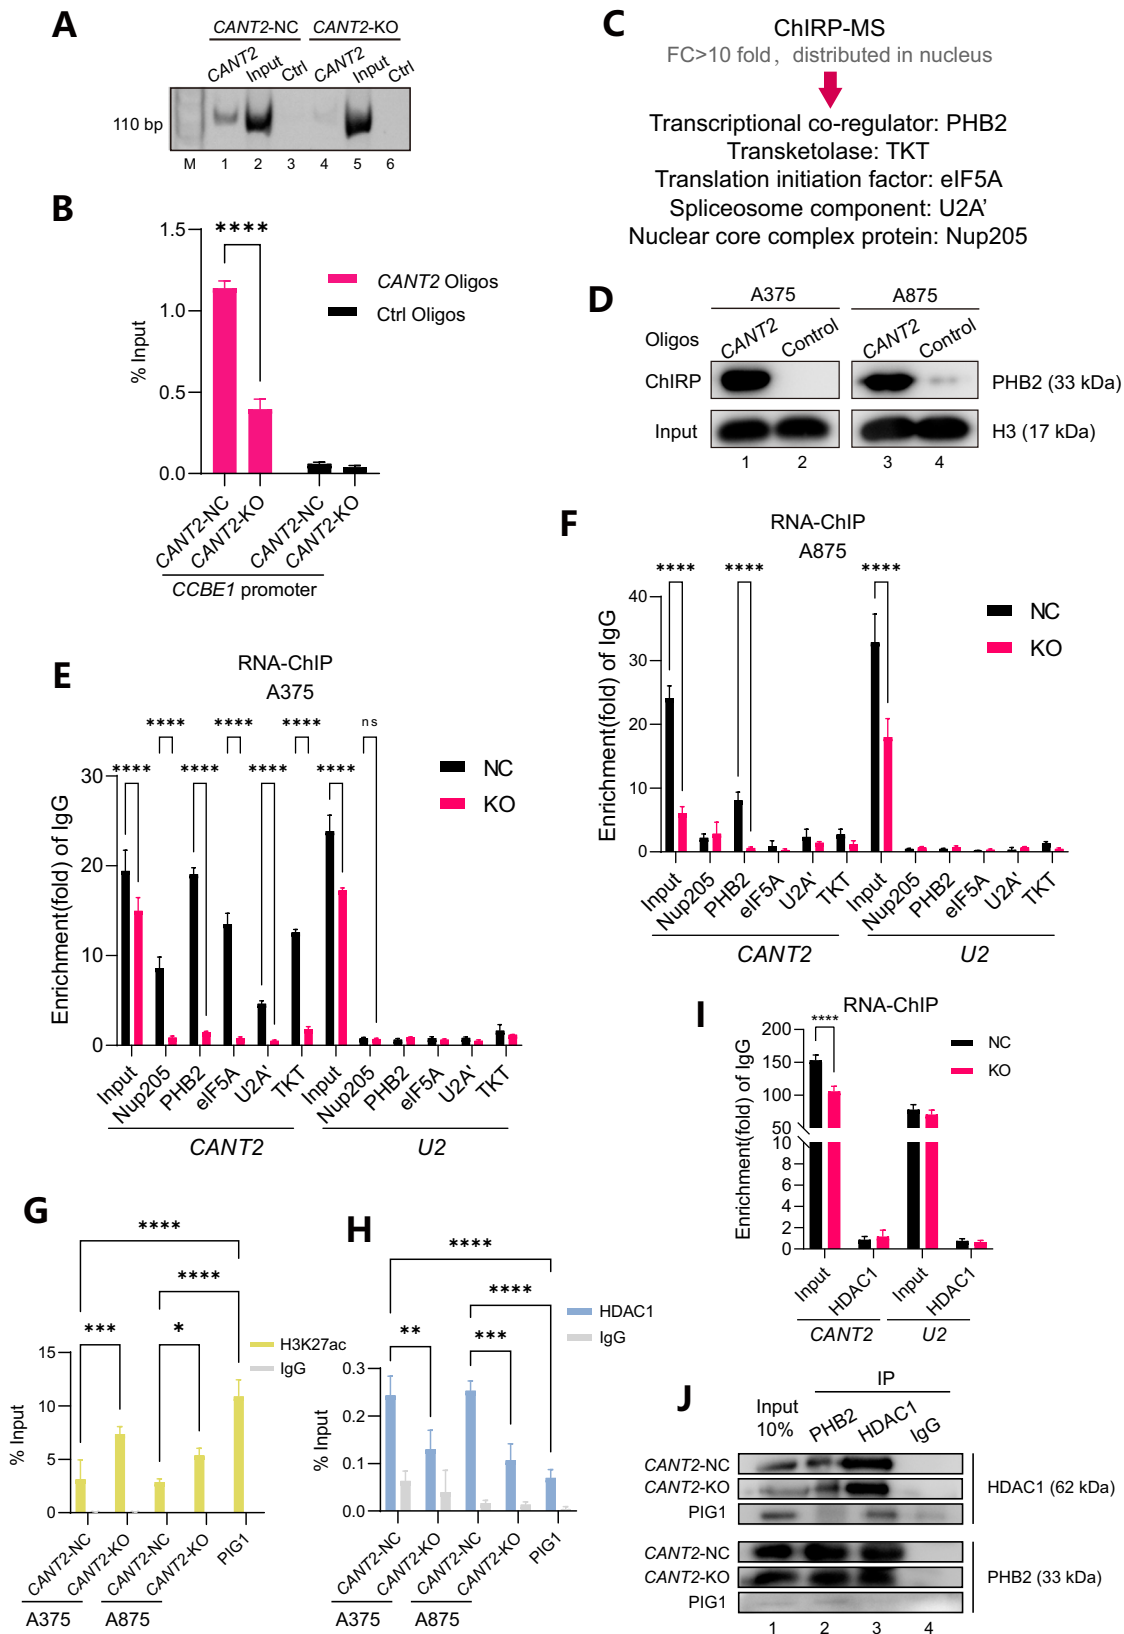 A
CANT2-NC CANT2-KO
CANT2 Input Ctrl CANT2 Input Ctrl
110 bp
M 1 2 3 4 5 6
B
1.5
1.0
0.5
0.0
% Input
****
CANT2 Oligos
Ctrl Oligos
CANT2-NC CANT2-KO CANT2-NC CANT2-KO
CCBE1 promoter
C
ChIRP-MS
FC>10 fold, distributed in nucleus
Transcriptional co-regulator: PHB2
Transketolase: TKT
Translation initiation factor: eIF5A
Spliceosome component: U2A'
Nuclear core complex protein: Nup205
D
A375 A875
Oligos CANT2 Control CANT2 Control
ChIRP PHB2 (33 kDa)
Input H3 (17 kDa)
1 2 3 4
E
RNA-ChIP
A375
**** **** **** ns
**** **** **** ****
NC
KO
30
20
10
0
Enrichment(fold) of IgG
Input Nup205 PHB2 eIF5A U2A' TKT Input Nup205 PHB2 eIF5A U2A' TKT
CANT2 U2
F
RNA-ChIP
A875
**** **** ****
NC
KO
40
30
20
10
0
Enrichment(fold) of IgG
Input Nup205 PHB2 eIF5A U2A' TKT Input Nup205 PHB2 eIF5A U2A' TKT
CANT2 U2
G
****
****
*** *
H3K27ac
IgG
15
10
5
0
% Input
CANT2-NC CANT2-KO CANT2-NC CANT2-KO PIG1
A375 A875
H
****
****
** ***
HDAC1
IgG
0.3
0.2
0.1
0.0
% Input
CANT2-NC CANT2-KO CANT2-NC CANT2-KO PIG1
A375 A875
I
RNA-ChIP
****
NC
KO
200
150
100
50
10
8
6
4
2
0
Enrichment(fold) of IgG
Input HDAC1 Input HDAC1
CANT2 U2
J
IP
Input
10% PHB2 HDAC1 IgG
CANT2-NC
CANT2-KO HDAC1 (62 kDa)
PIG1
CANT2-NC
CANT2-KO PHB2 (33 kDa)
PIG1
1 2 3 4